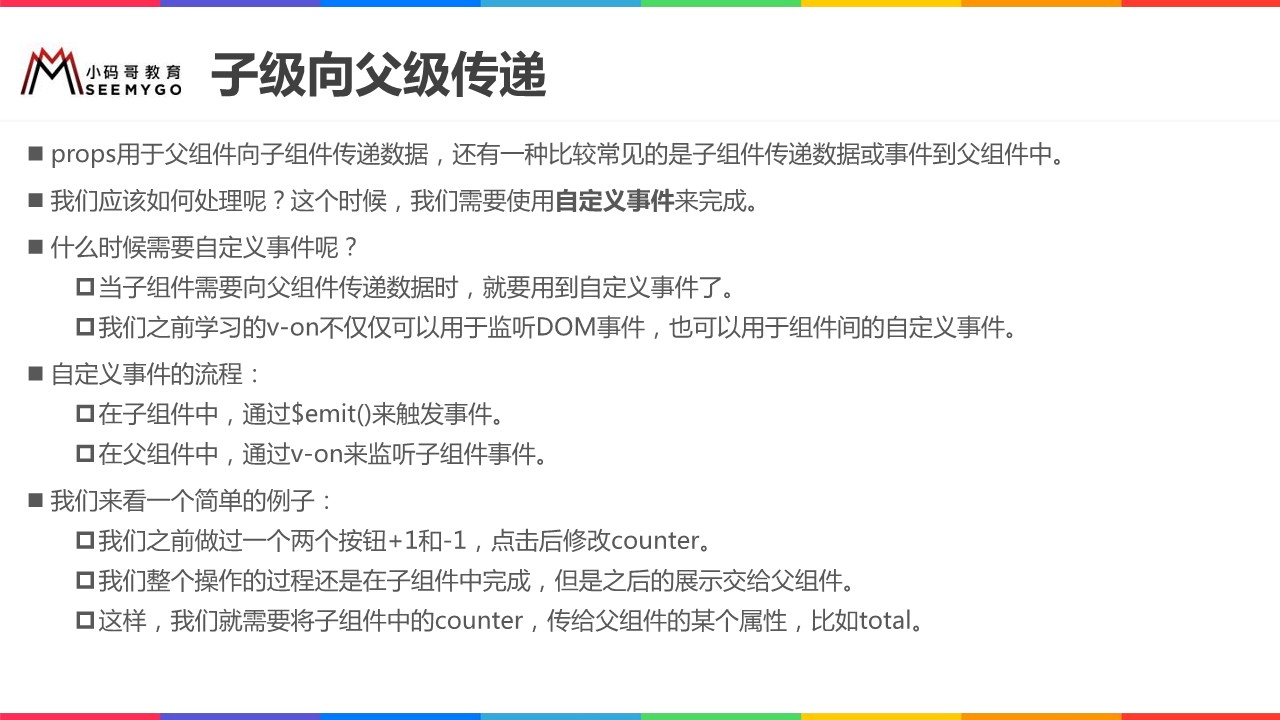 小码哥教育
SEEMYGO
子级向父级传递
props用于父组件向子组件传递数据，还有一种比较常见的是子组件传递数据或事件到父组件中。
我们应该如何处理呢？这个时候，我们需要使用自定义事件来完成。
什么时候需要自定义事件呢？
当子组件需要向父组件传递数据时，就要用到自定义事件了。
我们之前学习的v-on不仅仅可以用于监听DOM事件，也可以用于组件间的自定义事件。
自定义事件的流程：
在子组件中，通过$emit()来触发事件。
在父组件中，通过v-on来监听子组件事件。
我们来看一个简单的例子：
我们之前做过一个两个按钮+1和-1，点击后修改counter。
我们整个操作的过程还是在子组件中完成，但是之后的展示交给父组件。
这样，我们就需要将子组件中的counter，传给父组件的某个属性，比如total。